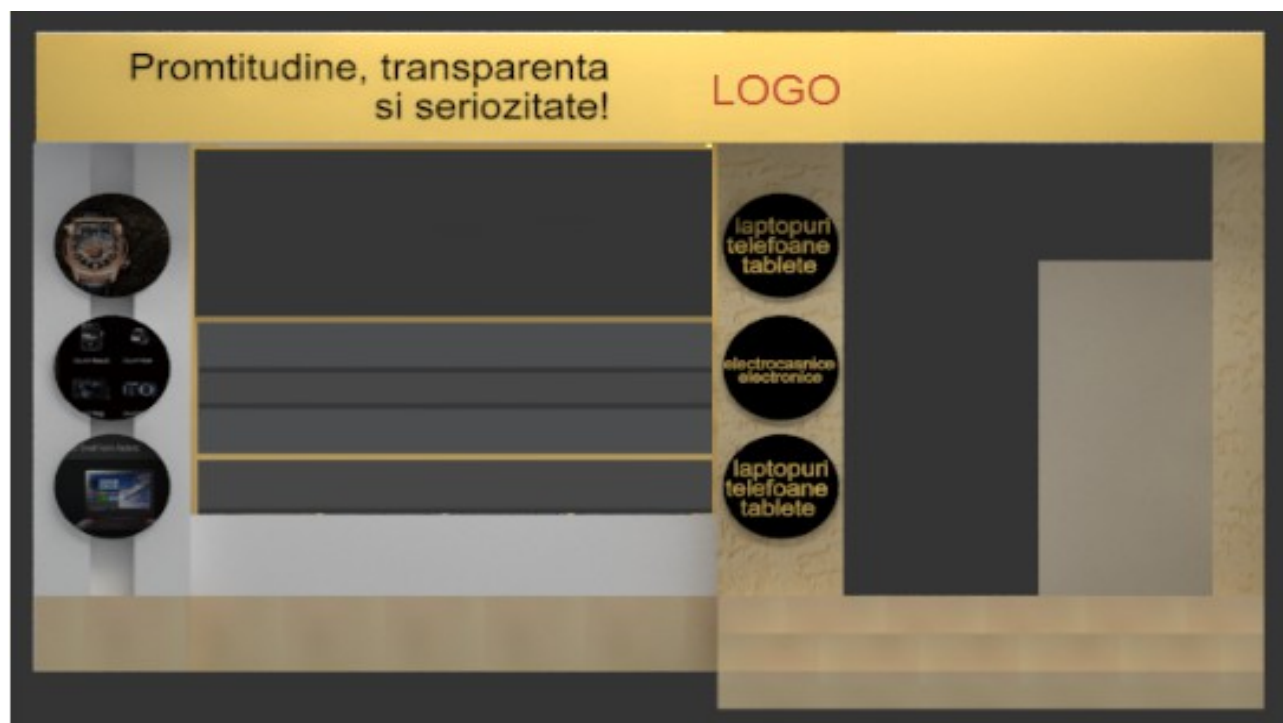 Promtitudine, transparenta
si seriozitate!
LOGO
laptopuri
telefoane
tablete
electrocasnice
electronice
laptopuri
telefoane
tablete